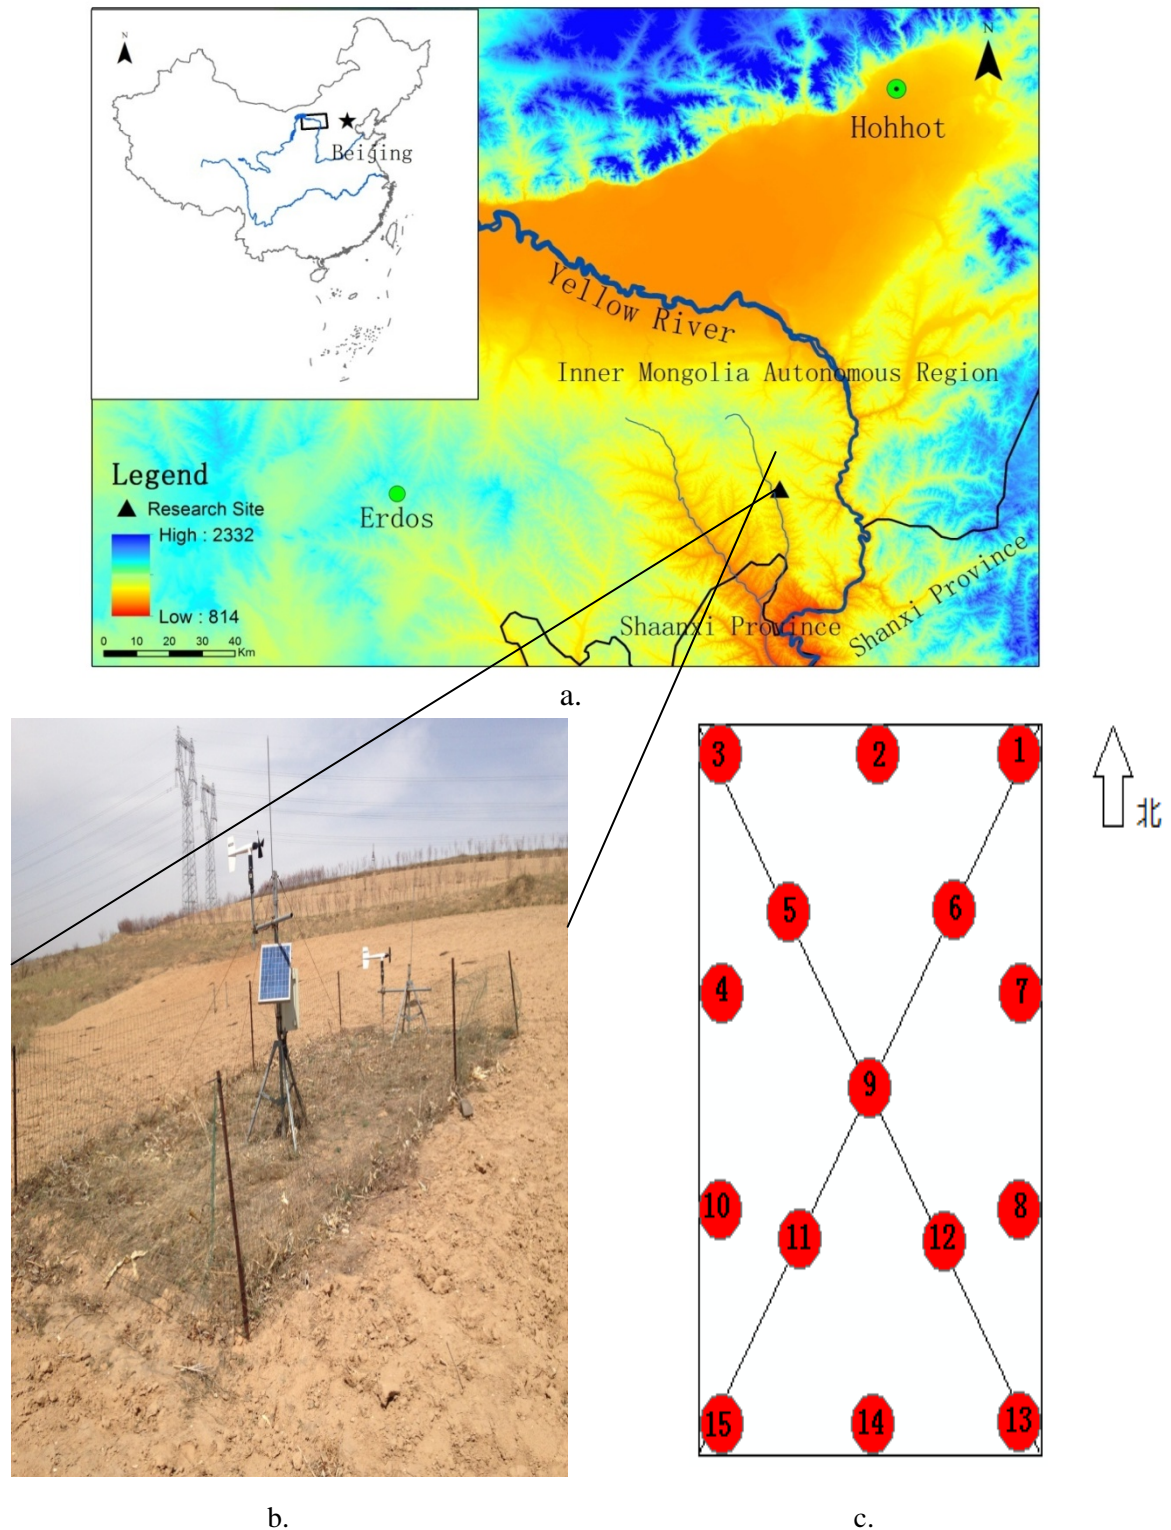 N
Beijing
N
Hohhot
Yellow River
Inner Mongolia Autonomous Region
Legend
Research Site
High : 2332
Low : 814
0 10 20 30 40
Km
Erdos
Shaanxi Province
Shanxi Province
a.
3 2 1
北
5 6
4 7
9
10 8
11 12
15 14 13
b. c.